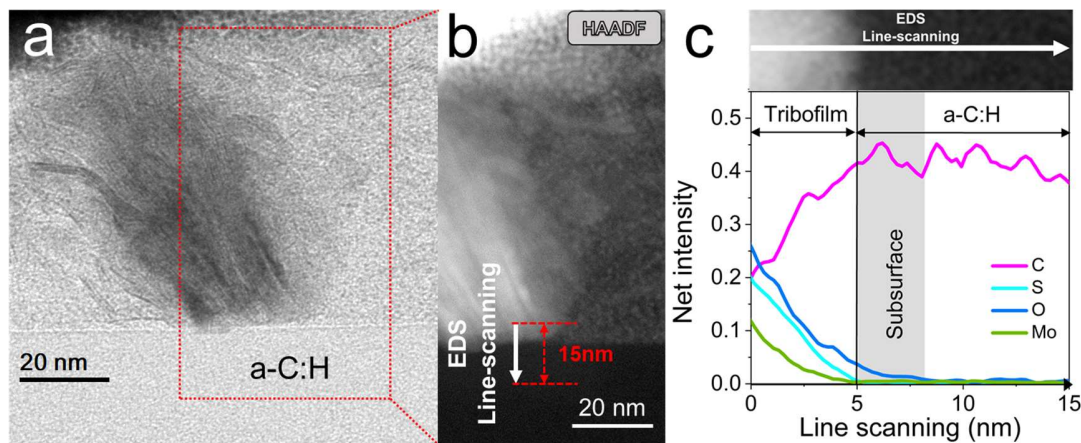 a
20 nm
a-C:H
b
HAADF
EDS
Line-scanning
15nm
20 nm
c
EDS
Line-scanning
Tribofilm
a-C:H
0.5
0.4
0.3
0.2
0.1
0.0
Net intensity
Subsurface
C
S
O
Mo
0
5
10
15
Line scanning (nm)